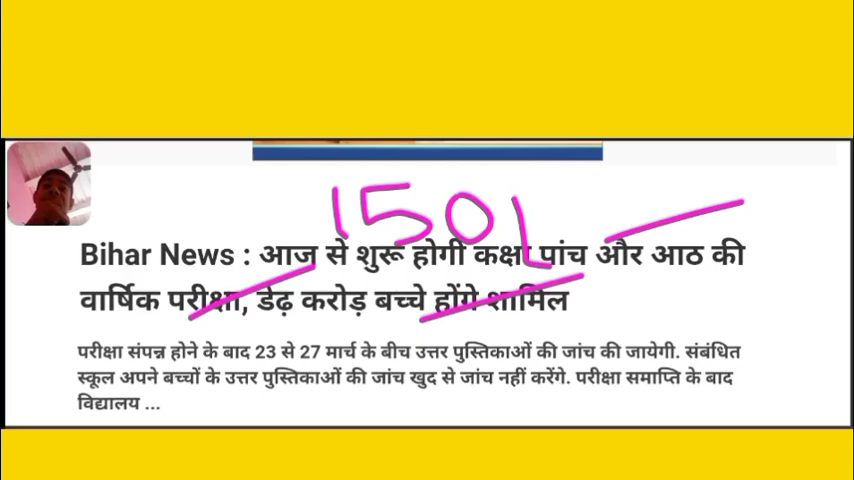 150L
Bihar News : आज से शुरू होगी कक्षा पांच और आठ की
वार्षिक परीक्षा, डेढ़ करोड़ बच्चे होंगे शामिल
परीक्षा संपन्न होने के बाद 23 से 27 मार्च के बीच उत्तर पुस्तिकाओं की जांच की जायेगी. संबंधित
स्कूल अपने बच्चों के उत्तर पुस्तिकाओं की जांच खुद से जांच नहीं करेंगे. परीक्षा समाप्ति के बाद
विद्यालय ...